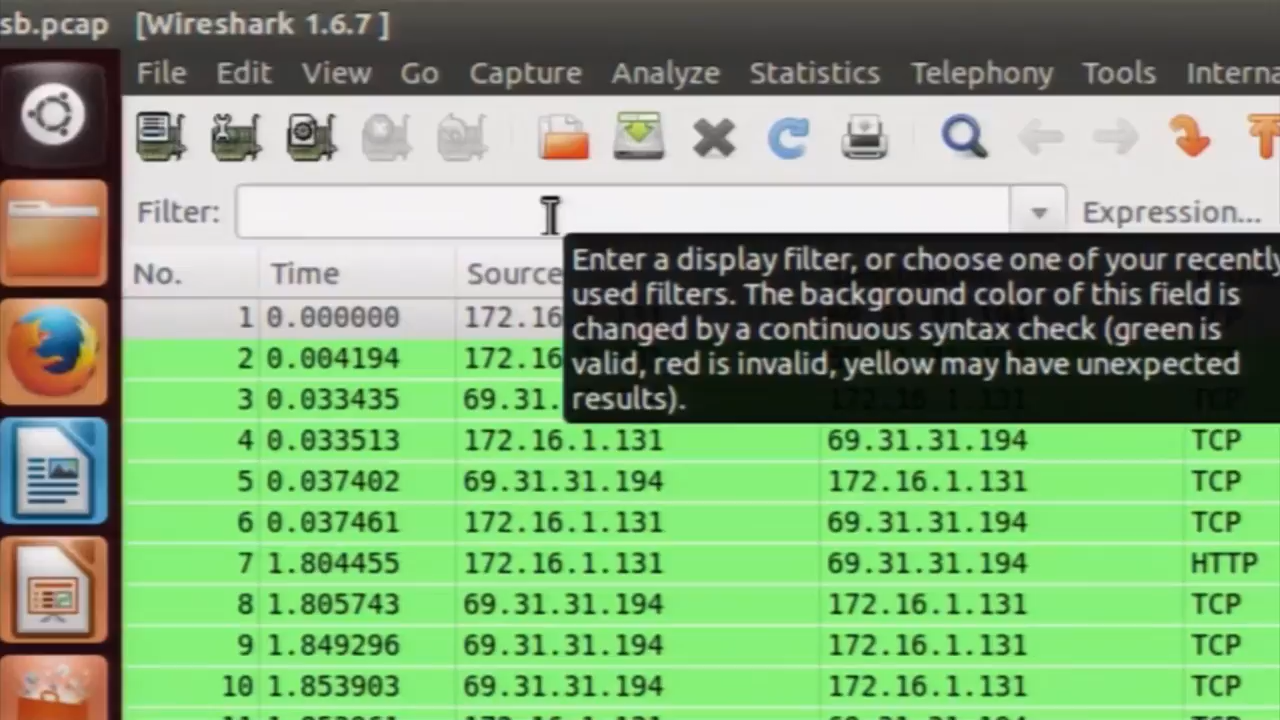 sb.pcap [Wireshark 1.6.7 ]
File Edit View Go Capture Analyze Statistics Telephony Tools Interna
Filter: Expression...
No. Time Source
Enter a display filter, or choose one of your recently
used filters. The background color of this field is
changed by a continuous syntax check (green is
valid, red is invalid, yellow may have unexpected
results).
1 0.000000 172.16
2 0.004194 172.16
3 0.033435 69.31. 172.16.1.131 TCP
4 0.033513 172.16.1.131 69.31.31.194 TCP
5 0.037402 69.31.31.194 172.16.1.131 TCP
6 0.037461 172.16.1.131 69.31.31.194 TCP
7 1.804455 172.16.1.131 69.31.31.194 HTTP
8 1.805743 69.31.31.194 172.16.1.131 TCP
9 1.849296 69.31.31.194 172.16.1.131 TCP
10 1.853903 69.31.31.194 172.16.1.131 TCP